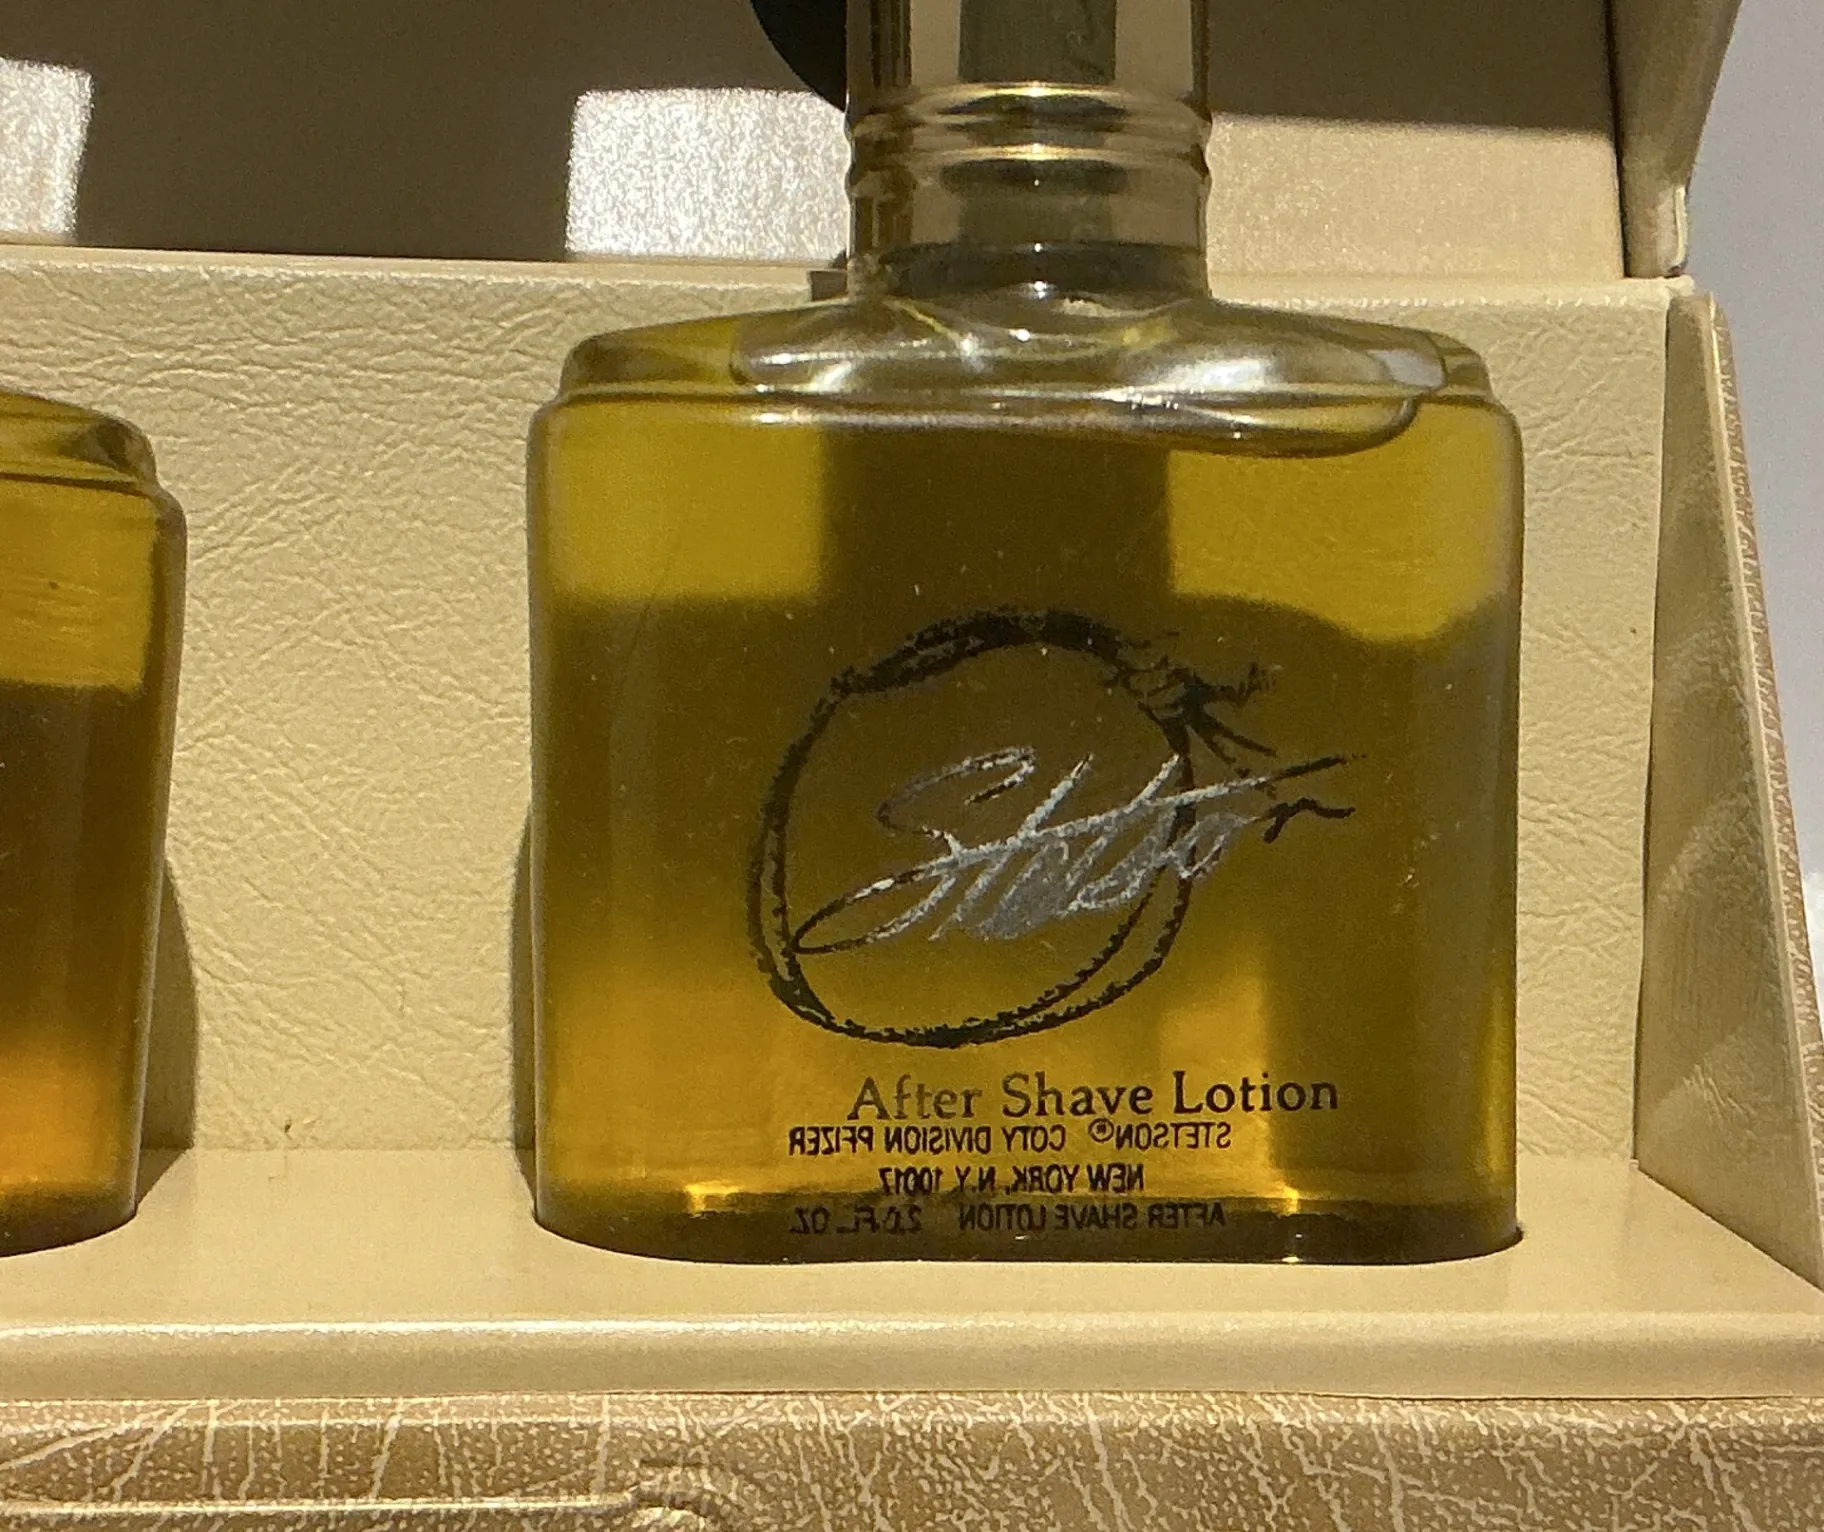 Stetson
After Shave Lotion
STETSON® COTY DIVISION PFIZER
NEW YORK, N.Y. 10017
AFTER SHAVE LOTION 2.0 FL. OZ.